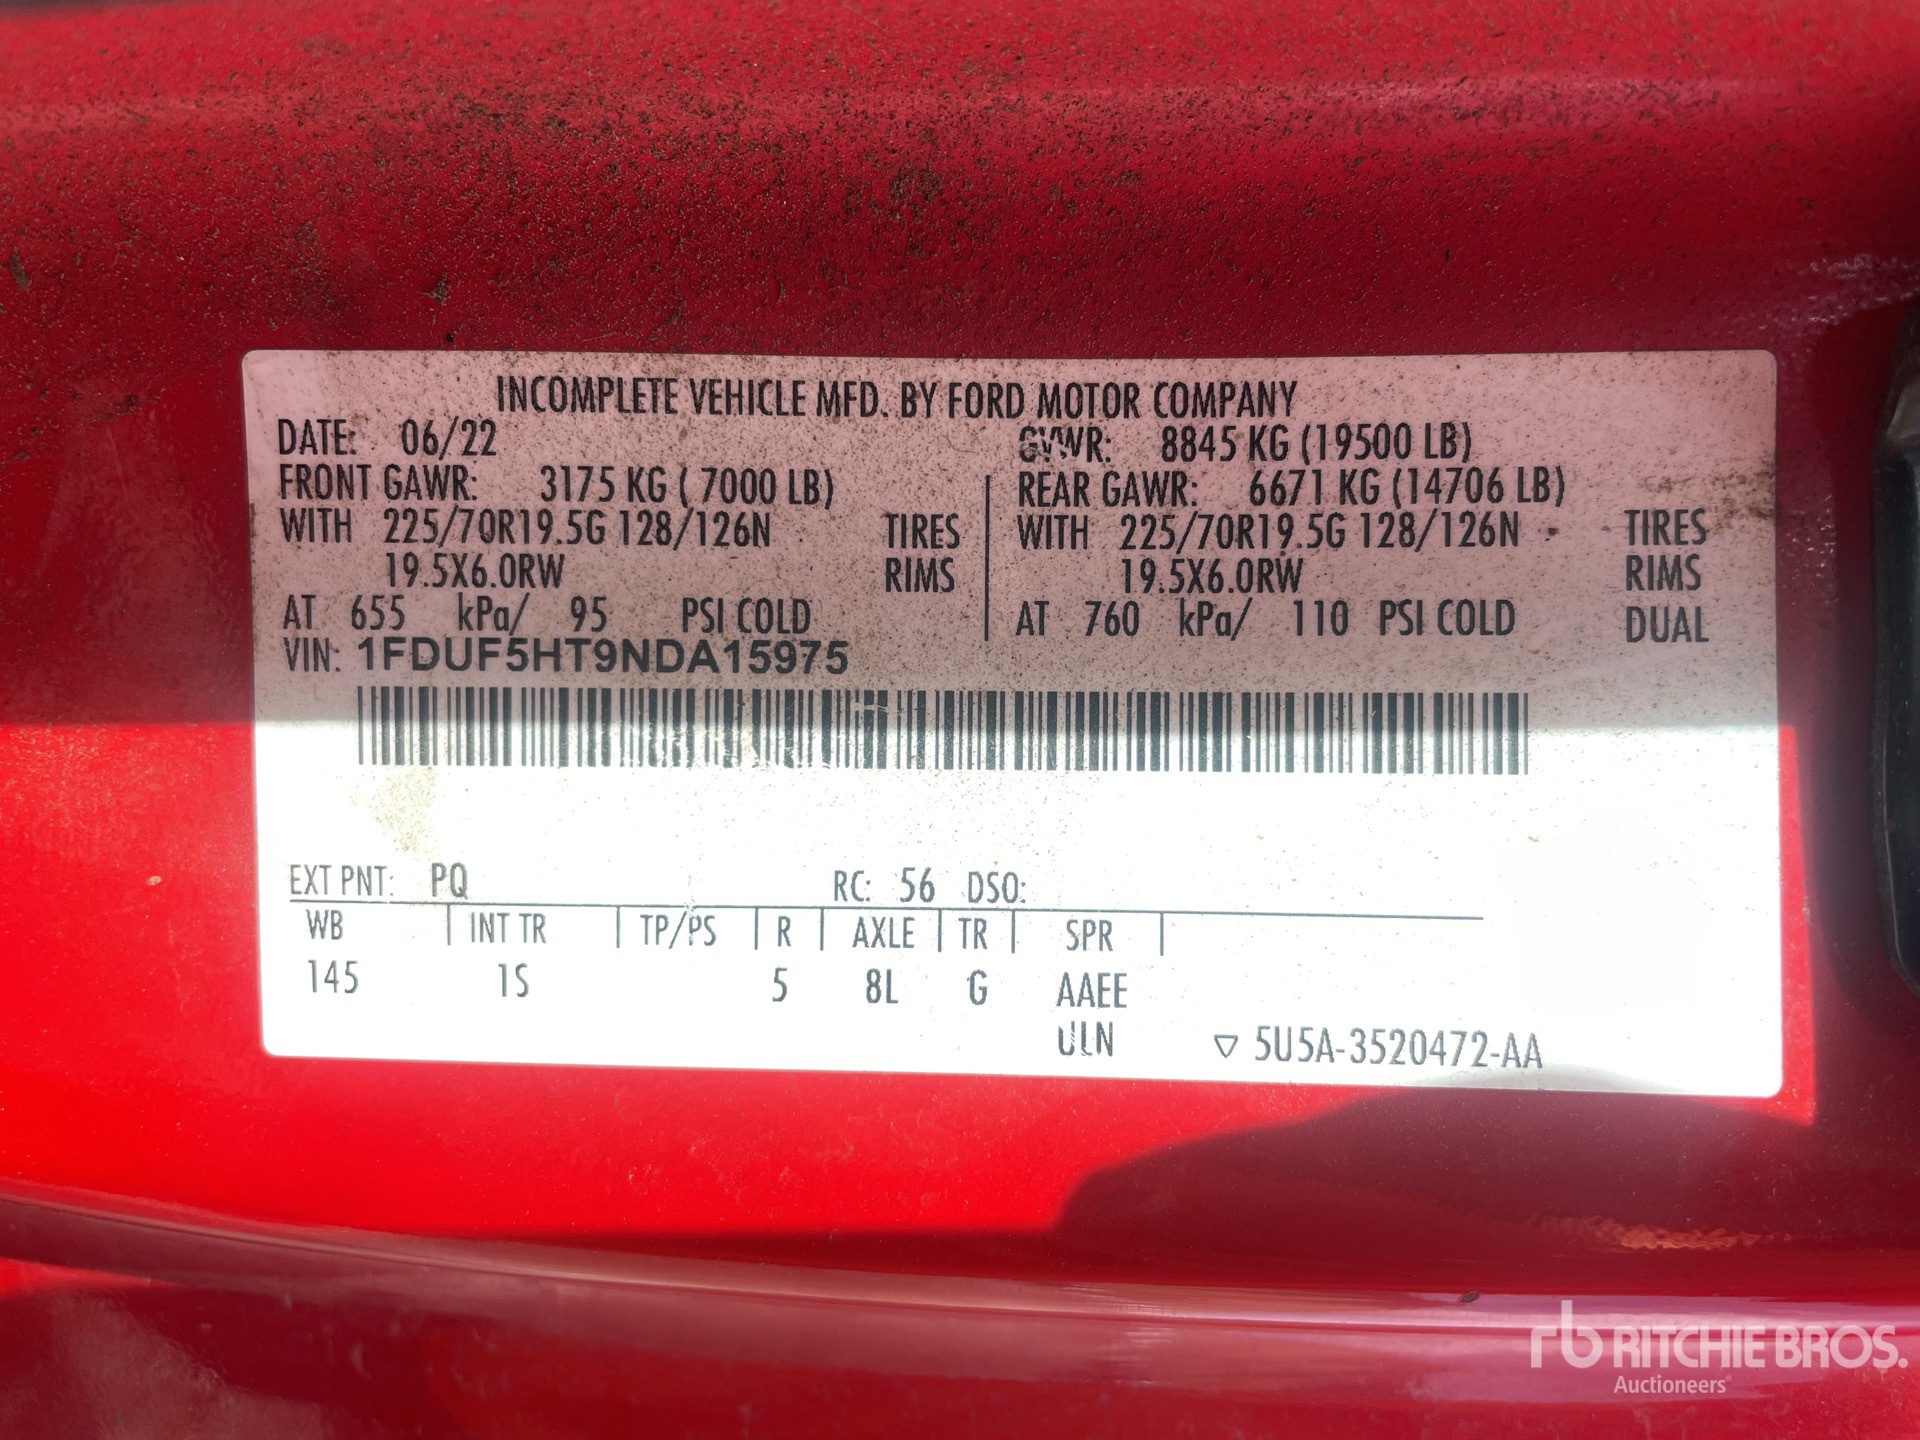 INCOMPLETE VEHICLE MFD. BY FORD MOTOR COMPANY
DATE: 06/22 GVWR: 8845 KG (19500 LB)
FRONT GAWR: 3175 KG ( 7000 LB) REAR GAWR: 6671 KG (14706 LB)
WITH 225/70R19.5G 128/126N TIRES WITH 225/70R19.5G 128/126N TIRES
19.5X6.0RW RIMS 19.5X6.0RW RIMS
AT 655 kPa/ 95 PSI COLD AT 760 kPa/ 110 PSI COLD DUAL
VIN: 1FDUF5HT9NDA15975
EXT PNT: PQ RC: 56 DSO:
WB INT TR TP/PS R AXLE TR SPR
145 1S 5 8L G AAEE
ULN ▽ 5U5A-3520472-AA
rb RITCHIE BROS.
Auctioneers